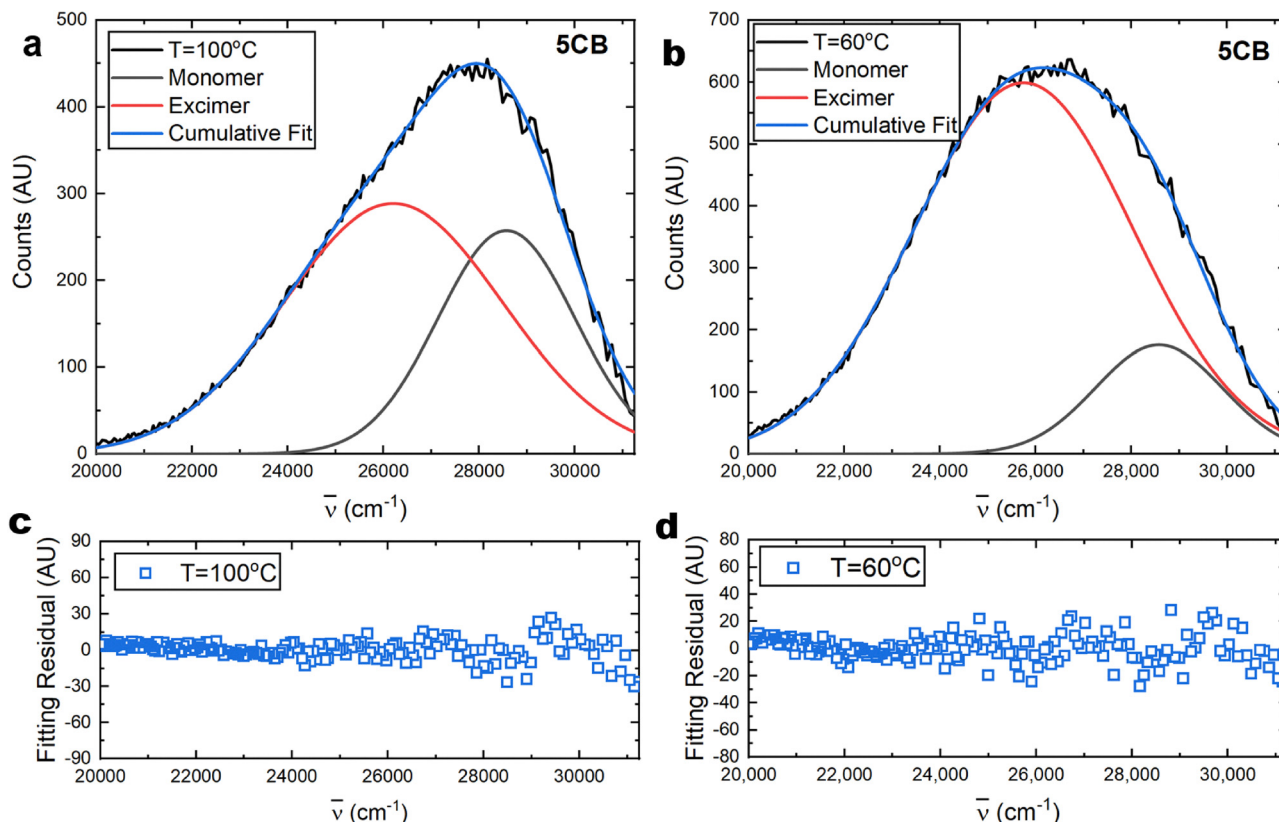 a
T=100°C
Monomer
Excimer
Cumulative Fit
5CB
500
400
300
200
100
0
Counts (AU)
20000 22000 24000 26000 28000 30000
ν̅ (cm⁻¹)
b
T=60°C
Monomer
Excimer
Cumulative Fit
5CB
700
600
500
400
300
200
100
0
Counts (AU)
20,000 22,000 24,000 26,000 28,000 30,000
ν̅ (cm⁻¹)
c
T=100°C
90
60
30
0
-30
-60
-90
Fitting Residual (AU)
20000 22000 24000 26000 28000 30000
ν̅ (cm⁻¹)
d
T=60°C
80
60
40
20
0
-20
-40
-60
-80
Fitting Residual (AU)
20,000 22,000 24,000 26,000 28,000 30,000
ν̅ (cm⁻¹)